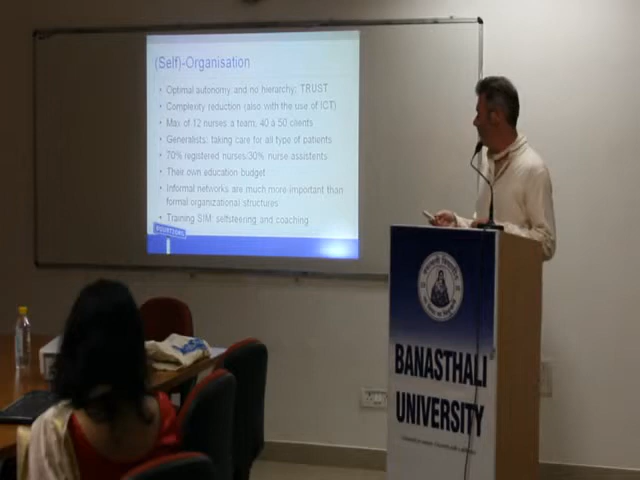 (Self)-Organisation
• Optimal autonomy and no hierarchy: TRUST
• Complexity reduction (also with the use of ICT)
• Max of 12 nurses a team, 40 à 50 clients
• Generalists: taking care for all type of patients
• 70% registered nurses/30% nurse assistents
• Their own education budget
• Informal networks are much more important than
formal organizational structures
• Training SIM: selfsteering and coaching
BANASTHALI
UNIVERSITY